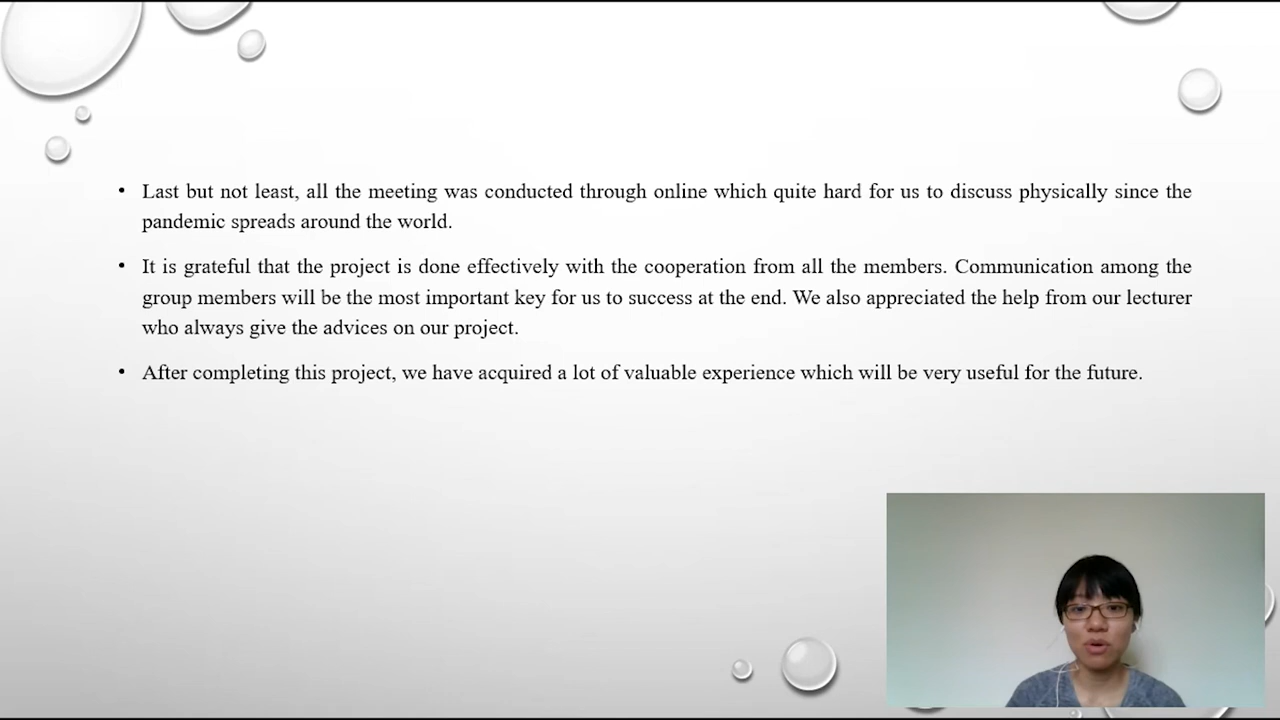 • Last but not least, all the meeting was conducted through online which quite hard for us to discuss physically since the
pandemic spreads around the world.
• It is grateful that the project is done effectively with the cooperation from all the members. Communication among the
group members will be the most important key for us to success at the end. We also appreciated the help from our lecturer
who always give the advices on our project.
• After completing this project, we have acquired a lot of valuable experience which will be very useful for the future.